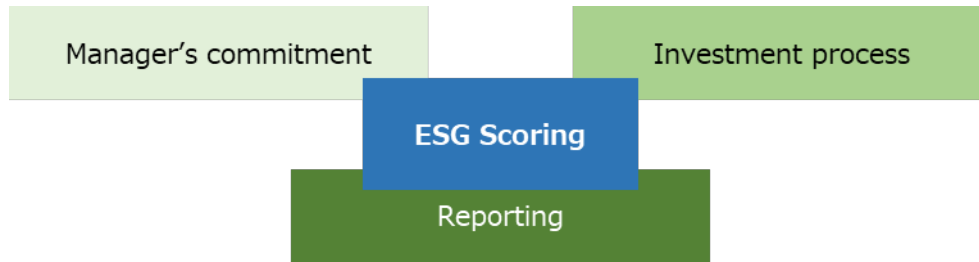 Manager’s commitment
Investment process
ESG Scoring
Reporting